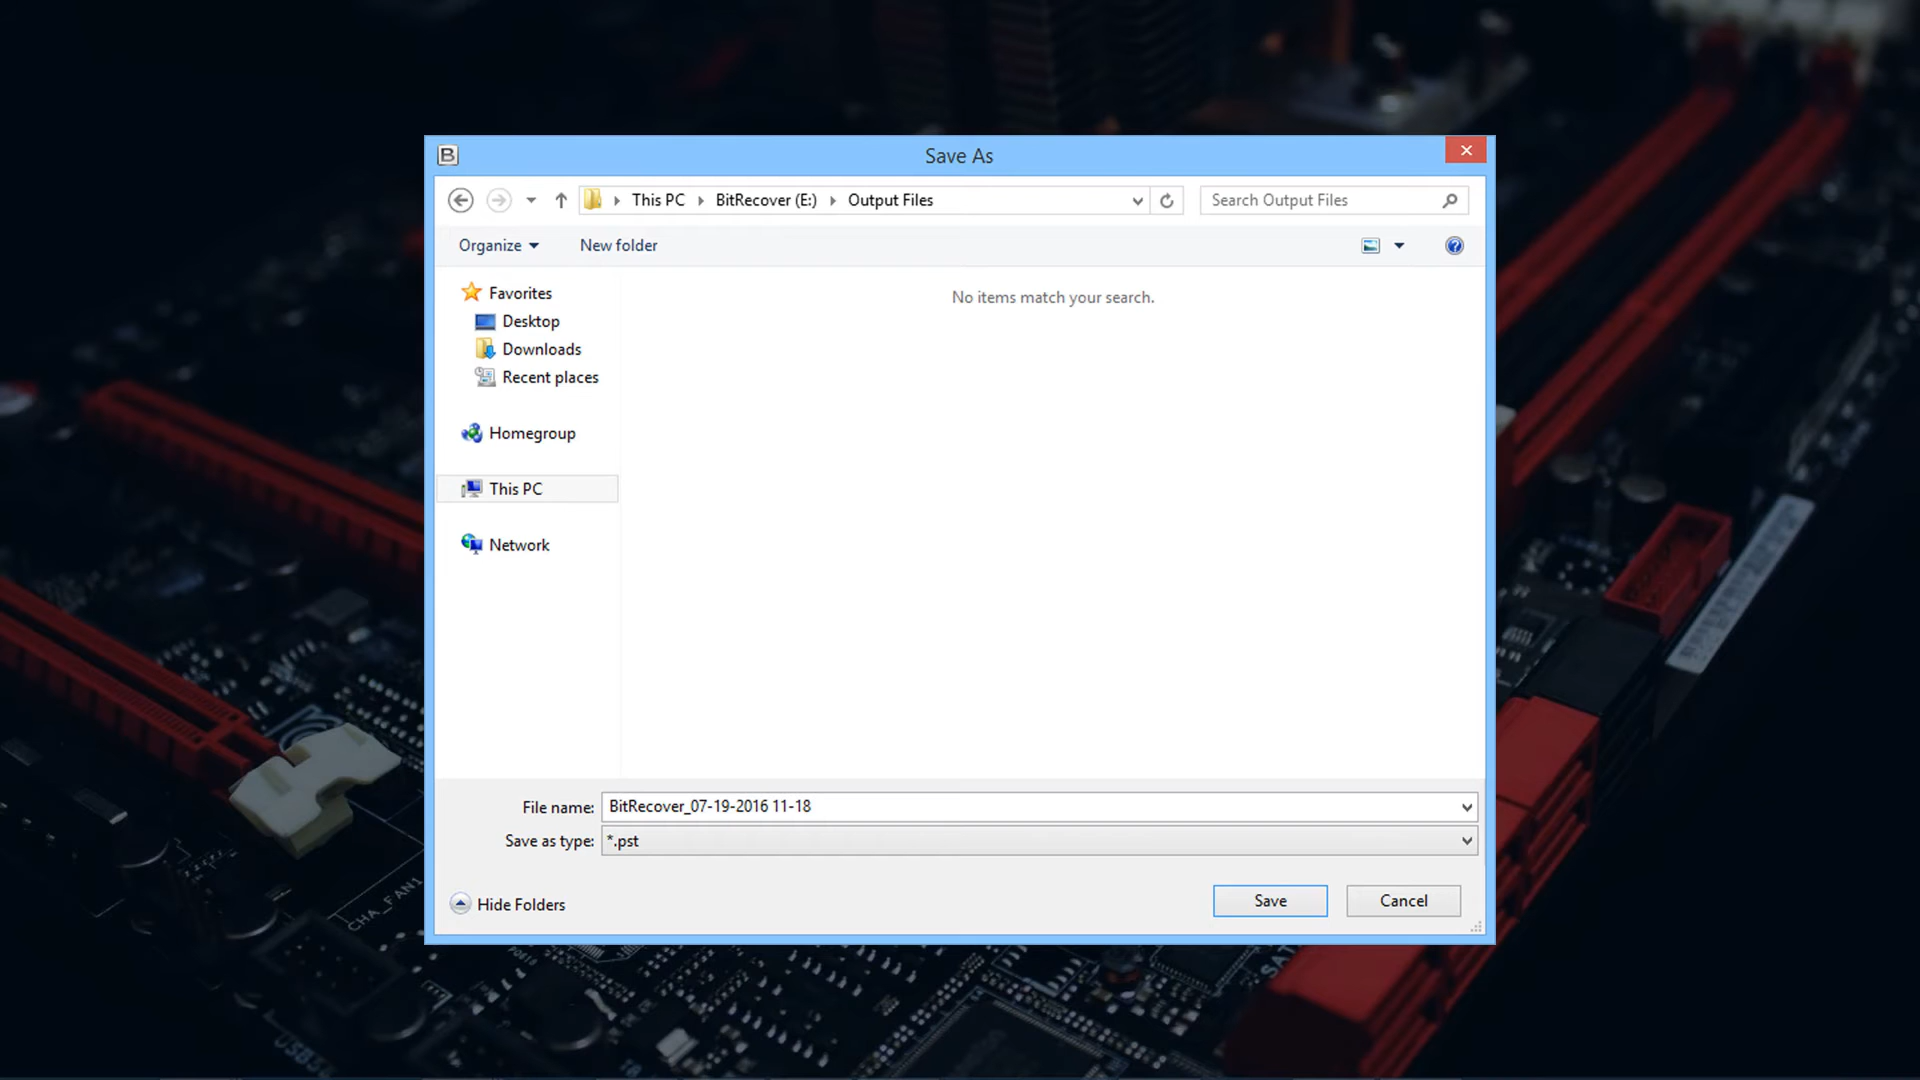 B
Save As
This PC
BitRecover (E:)
Output Files
Search Output Files
Organize
New folder
Favorites
Desktop
Downloads
Recent places
Homegroup
This PC
Network
No items match your search.
File name: BitRecover_07-19-2016 11-18
Save as type: *.pst
Hide Folders
Save
Cancel
CHA_FAN1